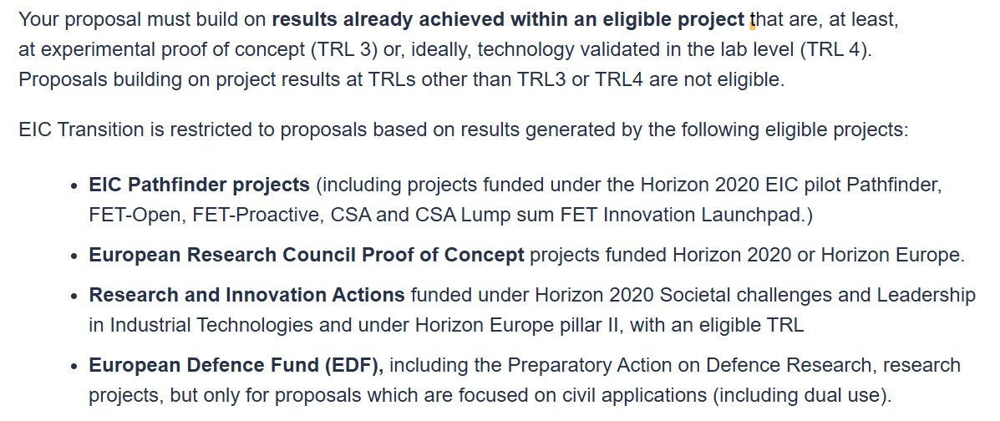 Your proposal must build on results already achieved within an eligible project that are, at least,
at experimental proof of concept (TRL 3) or, ideally, technology validated in the lab level (TRL 4).
Proposals building on project results at TRLs other than TRL3 or TRL4 are not eligible.
EIC Transition is restricted to proposals based on results generated by the following eligible projects:
• EIC Pathfinder projects (including projects funded under the Horizon 2020 EIC pilot Pathfinder,
FET-Open, FET-Proactive, CSA and CSA Lump sum FET Innovation Launchpad.)
• European Research Council Proof of Concept projects funded Horizon 2020 or Horizon Europe.
• Research and Innovation Actions funded under Horizon 2020 Societal challenges and Leadership
in Industrial Technologies and under Horizon Europe pillar II, with an eligible TRL
• European Defence Fund (EDF), including the Preparatory Action on Defence Research, research
projects, but only for proposals which are focused on civil applications (including dual use).